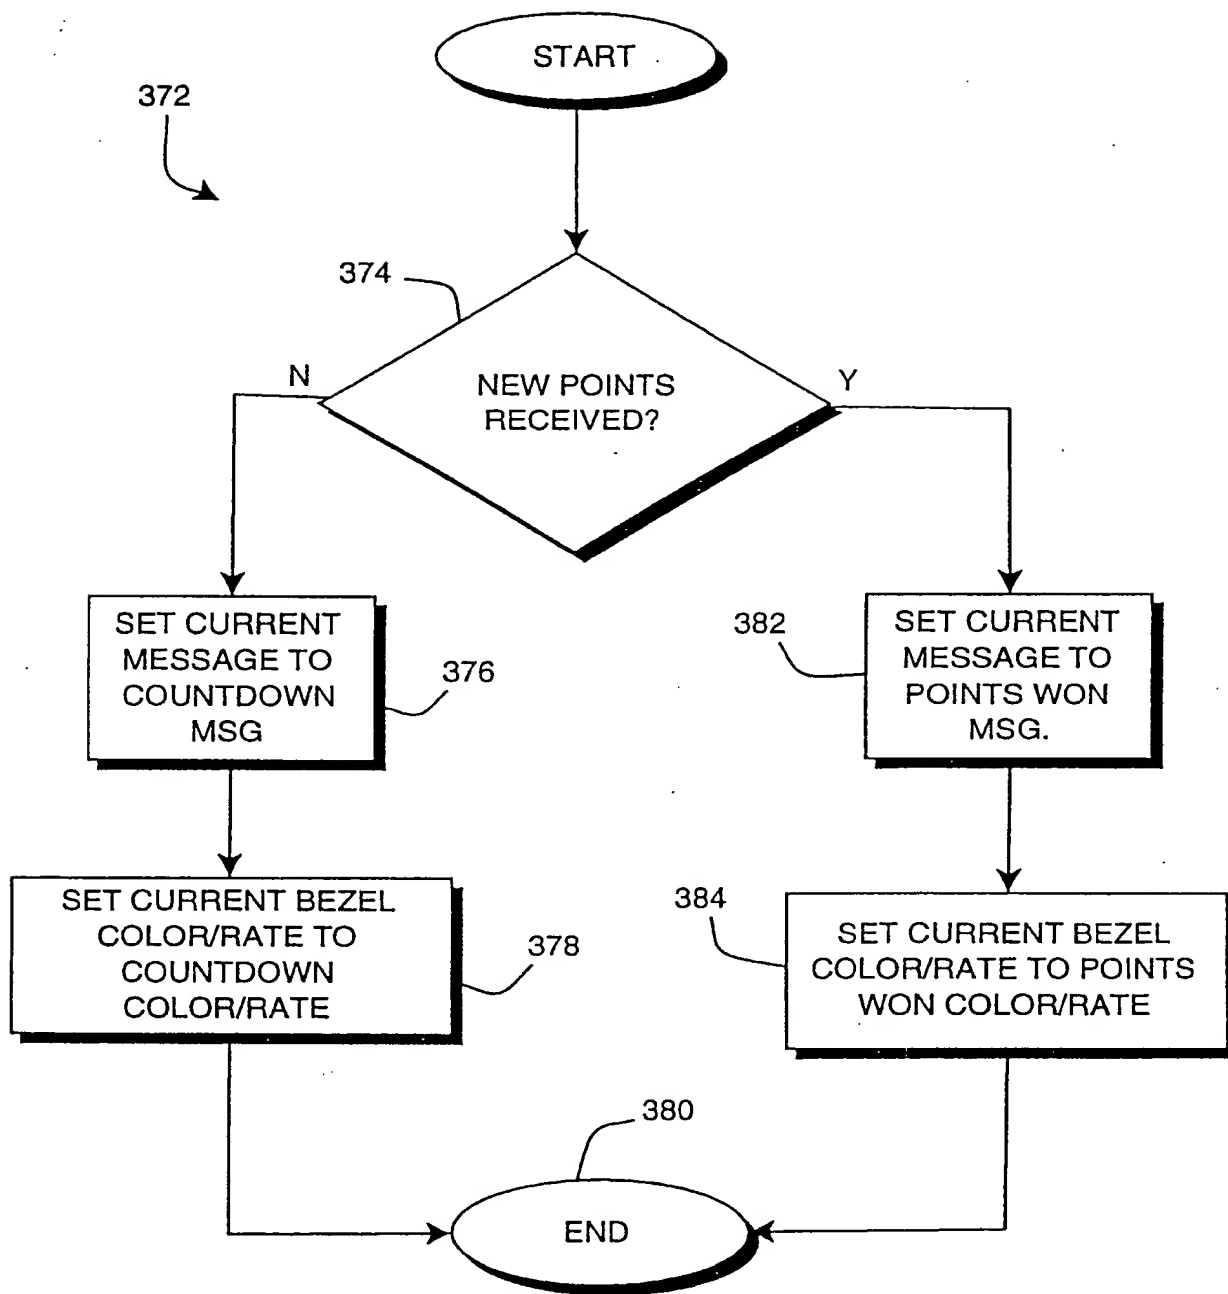 START
372
374
N
Y
NEW POINTS
RECEIVED?
SET CURRENT
MESSAGE TO
COUNTDOWN
MSG
376
382
SET CURRENT
MESSAGE TO
POINTS WON
MSG.
SET CURRENT BEZEL
COLOR/RATE TO
COUNTDOWN
COLOR/RATE
378
384
SET CURRENT BEZEL
COLOR/RATE TO POINTS
WON COLOR/RATE
380
END